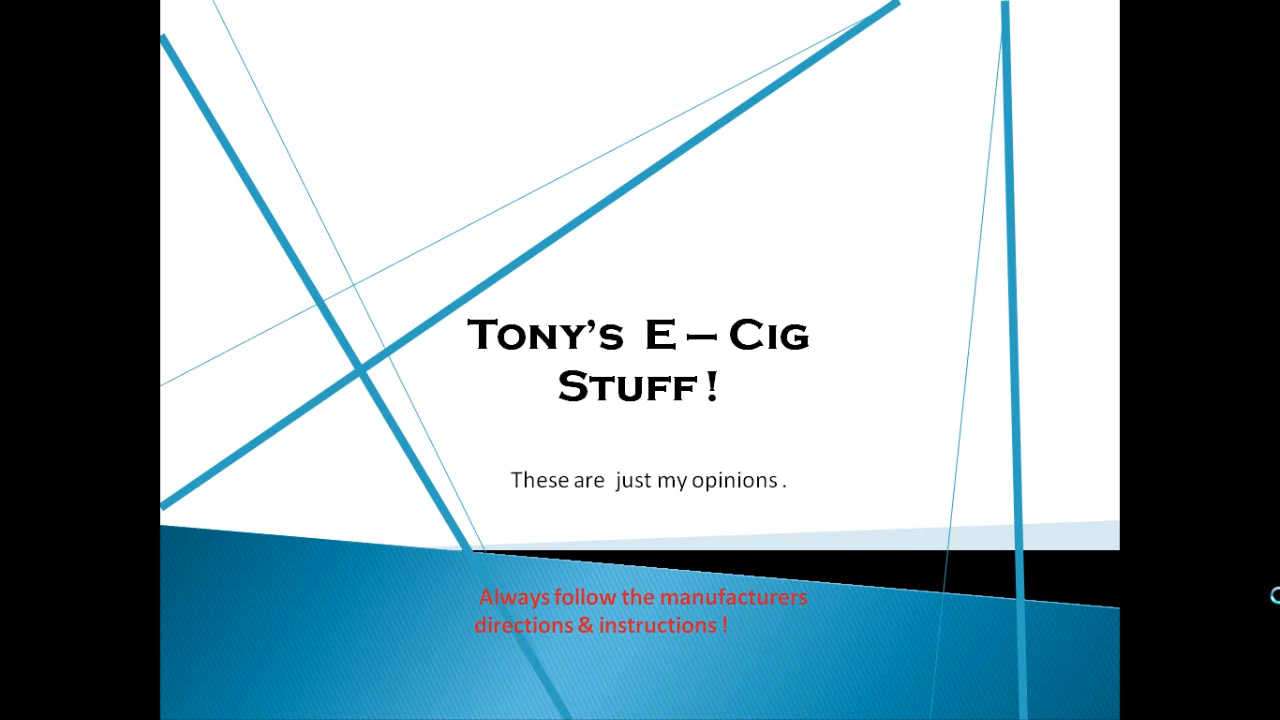 Tony's E – Cig
Stuff !
These are just my opinions .
Always follow the manufacturers
directions & instructions !